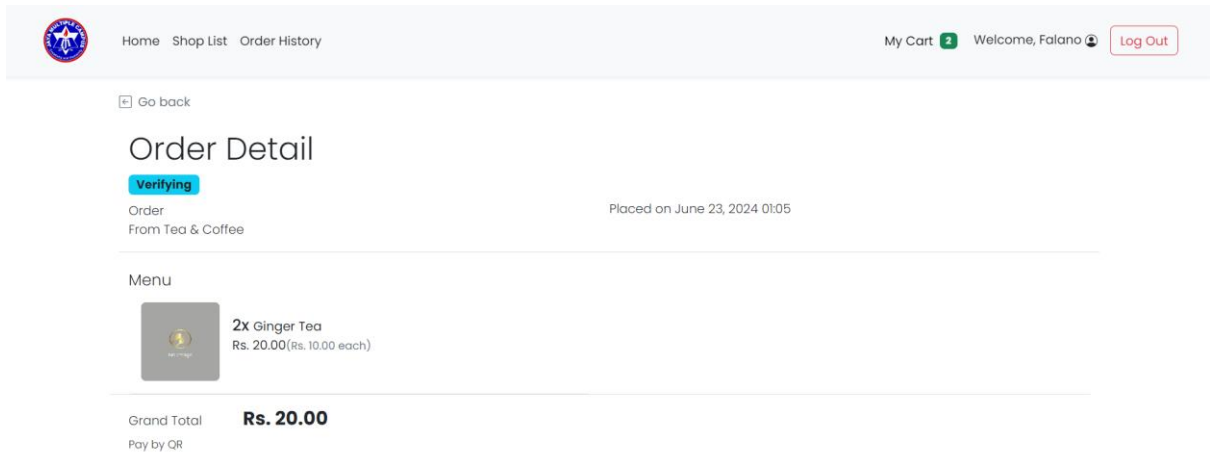 Home Shop List Order History My Cart 2 Welcome, Falano Log Out
Go back
Order Detail
Verifying
Order
Placed on June 23, 2024 01:05
From Tea & Coffee
Menu
2x Ginger Tea
Rs. 20.00(Rs. 10.00 each)
Grand Total Rs. 20.00
Pay by QR